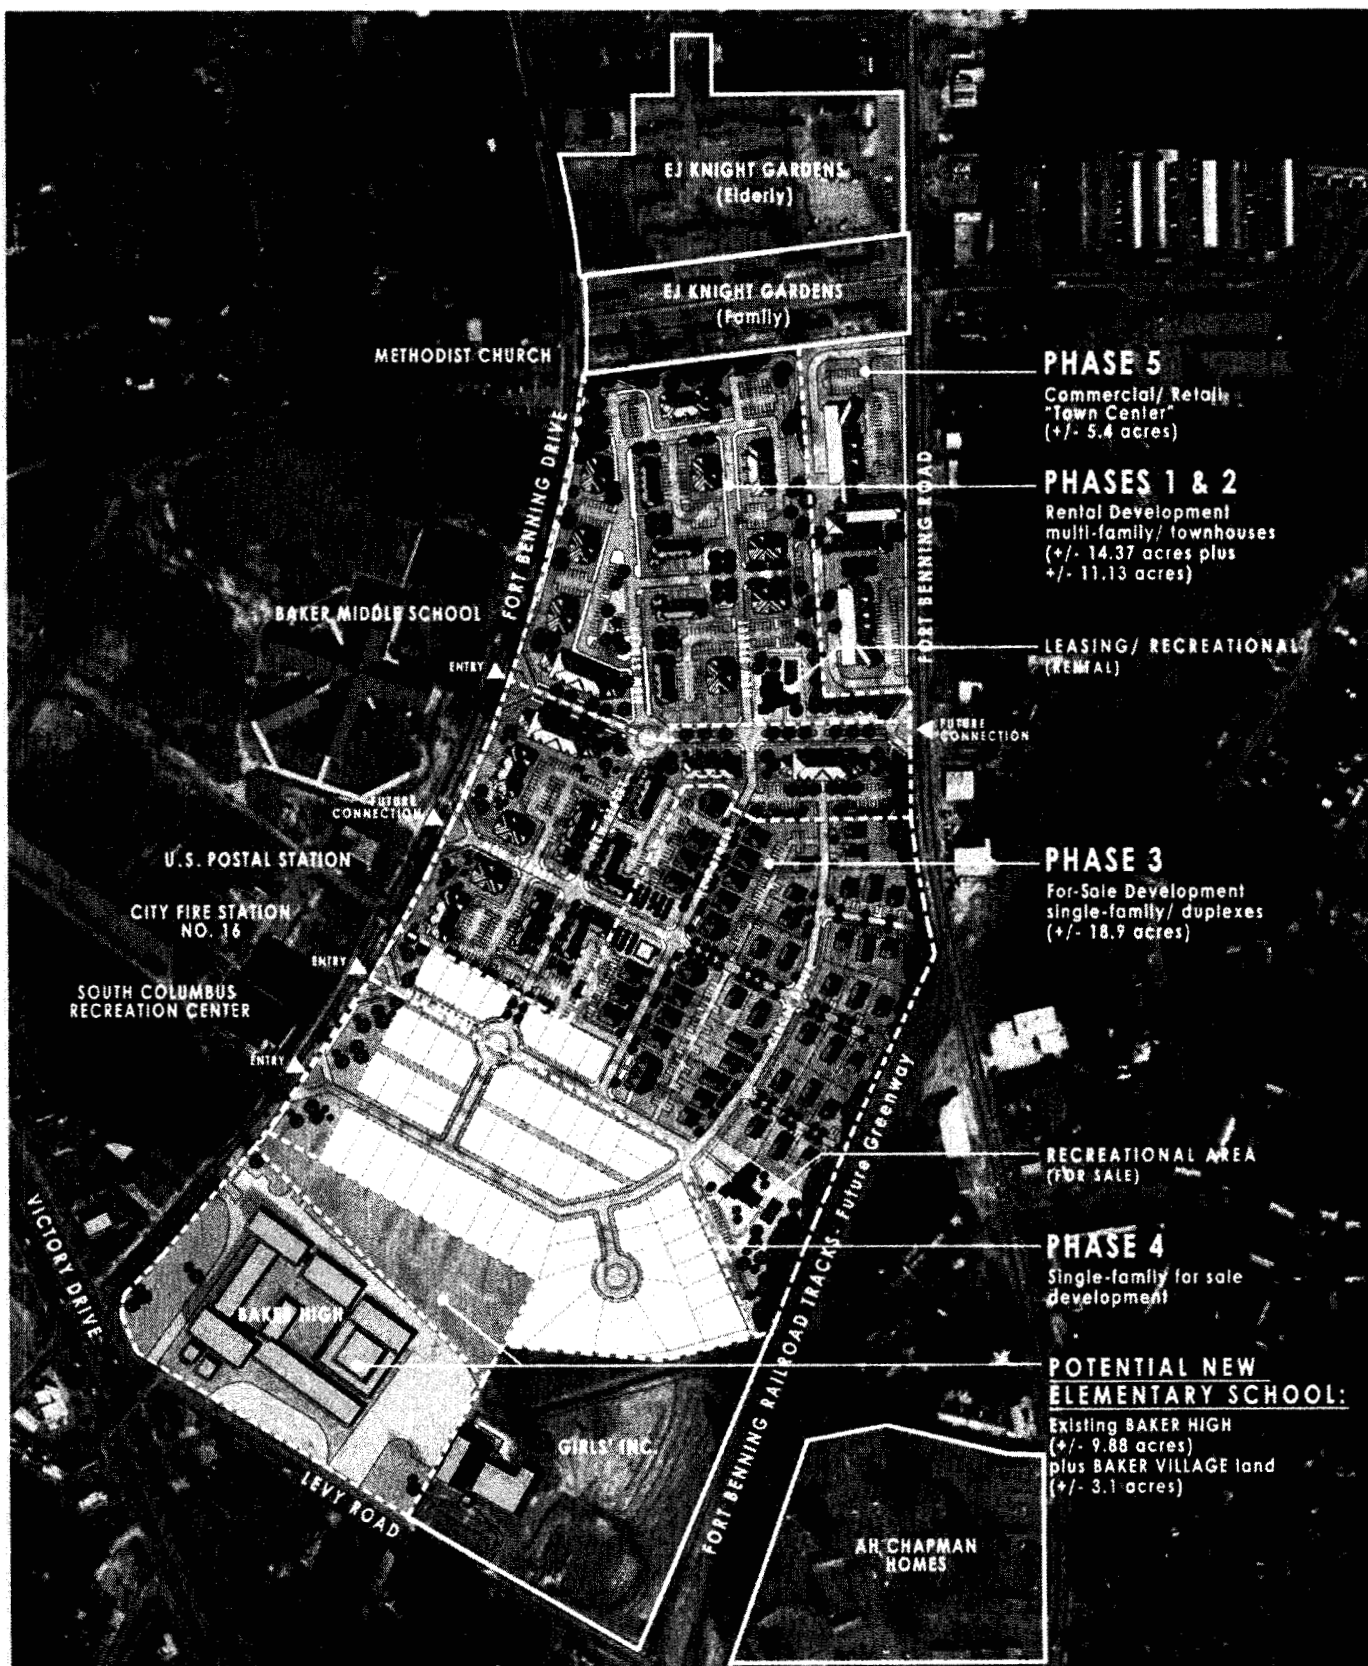 EJ KNIGHT GARDENS
(Elderly)
EJ KNIGHT GARDENS
(Family)
METHODIST CHURCH
FORT BENNING DRIVE
FORT BENNING ROAD
PHASE 5
Commercial/ Retail
"Town Center"
(+/- 5.4 acres)
PHASES 1 & 2
Rental Development
multi-family/ townhouses
(+/- 14.37 acres plus
+/- 11.13 acres)
BAKER MIDDLE SCHOOL
ENTRY
LEASING/ RECREATIONAL
(RENTAL)
FUTURE
CONNECTION
FUTURE
CONNECTION
U.S. POSTAL STATION
CITY FIRE STATION
NO. 16
ENTRY
SOUTH COLUMBUS
RECREATION CENTER
ENTRY
PHASE 3
For-Sale Development
single-family/ duplexes
(+/- 18.9 acres)
RECREATIONAL AREA
(FOR SALE)
PHASE 4
Single-family for sale
development
VICTORY DRIVE
BAKER HIGH
POTENTIAL NEW
ELEMENTARY SCHOOL:
Existing BAKER HIGH
(+/- 9.88 acres)
plus BAKER VILLAGE land
(+/- 3.1 acres)
GIRLS' INC.
LEVY ROAD
FORT BENNING RAILROAD TRACKS- Future Greenway
AH CHAPMAN
HOMES